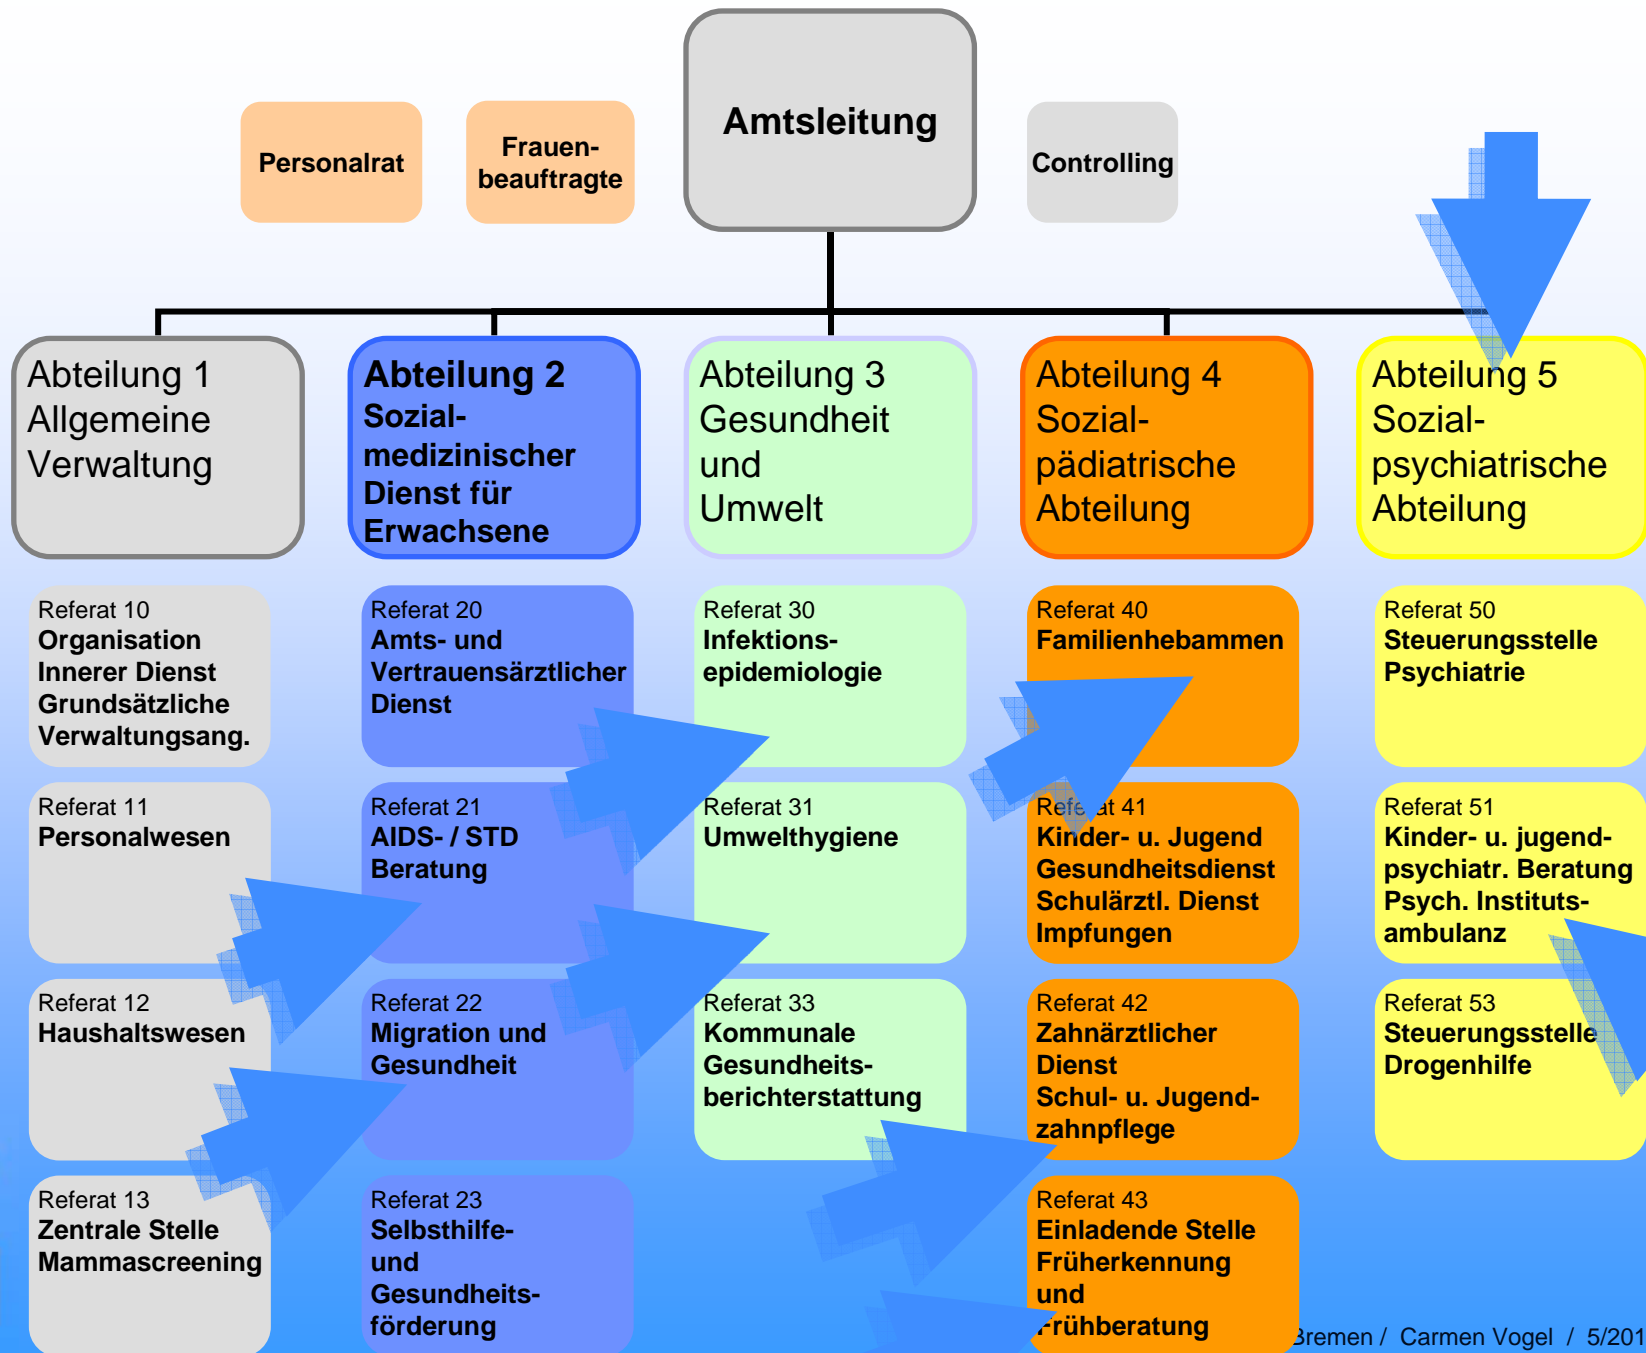 Amtsleitung
Personalrat
Frauen-
beauftragte
Controlling
Abteilung 1
Allgemeine
Verwaltung
Abteilung 2
Sozial-
medizinischer
Dienst für
Erwachsene
Abteilung 3
Gesundheit
und
Umwelt
Abteilung 4
Sozial-
pädiatrische
Abteilung
Abteilung 5
Sozial-
psychiatrische
Abteilung
Referat 10
Organisation
Innerer Dienst
Grundsätzliche
Verwaltungsang.
Referat 20
Amts- und
Vertrauensärztlicher
Dienst
Referat 30
Infektions-
epidemiologie
Referat 40
Familienhebammen
Referat 50
Steuerungsstelle
Psychiatrie
Referat 11
Personalwesen
Referat 21
AIDS- / STD
Beratung
Referat 31
Umwelthygiene
Referat 41
Kinder- u. Jugend
Gesundheitsdienst
Schulärztl. Dienst
Impfungen
Referat 51
Kinder- u. jugend-
psychiatr. Beratung
Psych. Instituts-
ambulanz
Referat 12
Haushaltswesen
Referat 22
Migration und
Gesundheit
Referat 33
Kommunale
Gesundheits-
berichterstattung
Referat 42
Zahnärztlicher
Dienst
Schul- u. Jugend-
zahnpflege
Referat 53
Steuerungsstelle
Drogenhilfe
Referat 13
Zentrale Stelle
Mammascreening
Referat 23
Selbsthilfe-
und
Gesundheits-
förderung
Referat 43
Einladende Stelle
Früherkennung
und
Frühberatung
Bremen / Carmen Vogel / 5/201